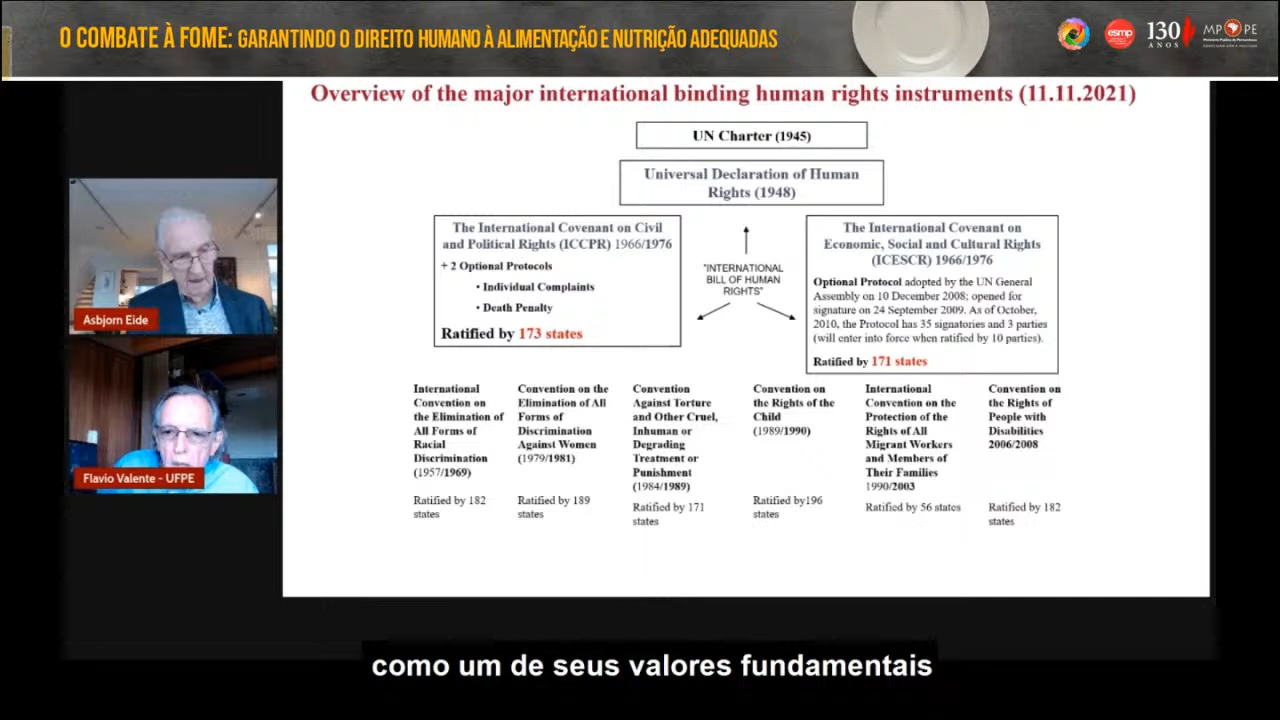 O COMBATE À FOME: GARANTINDO O DIREITO HUMANO À ALIMENTAÇÃO E NUTRIÇÃO ADEQUADAS
esmp
130
ANOS
MPPE
Overview of the major international binding human rights instruments (11.11.2021)
UN Charter (1945)
Universal Declaration of Human
Rights (1948)
The International Covenant on Civil
and Political Rights (ICCPR) 1966/1976
+ 2 Optional Protocols
• Individual Complaints
• Death Penalty
Ratified by 173 states
"INTERNATIONAL
BILL OF HUMAN
RIGHTS"
The International Covenant on
Economic, Social and Cultural Rights
(ICESCR) 1966/1976
Optional Protocol adopted by the UN General
Assembly on 10 December 2008; opened for
signature on 24 September 2009. As of October,
2010, the Protocol has 35 signatories and 3 parties
(will enter into force when ratified by 10 parties).
Ratified by 171 states
International
Convention on
the Elimination of
All Forms of
Racial
Discrimination
(1957/1969)
Ratified by 182
states
Convention on the
Elimination of All
Forms of
Discrimination
Against Women
(1979/1981)
Ratified by 189
states
Convention
Against Torture
and Other Cruel,
Inhuman or
Degrading
Treatment or
Punishment
(1984/1989)
Ratified by 171
states
Convention on
the Rights of the
Child
(1989/1990)
Ratified by196
states
International
Convention on the
Protection of the
Rights of All
Migrant Workers
and Members of
Their Families
1990/2003
Ratified by 56 states
Convention on
the Rights of
People with
Disabilities
2006/2008
Ratified by 182
states
Asbjorn Eide
Flavio Valente - UFPE
como um de seus valores fundamentais